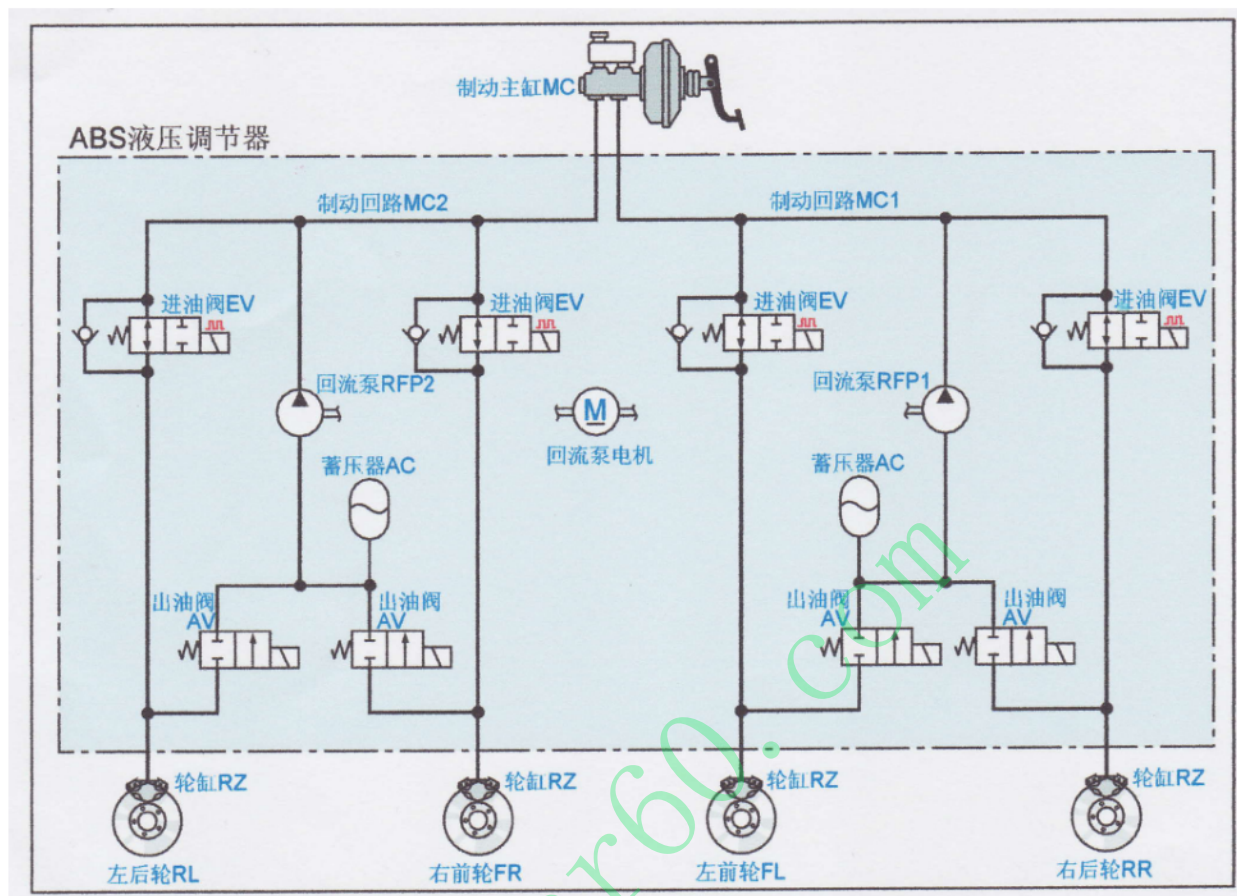 制动主缸MC
ABS液压调节器
制动回路MC2
制动回路MC1
进油阀EV
进油阀EV
进油阀EV
进油阀EV
回流泵RFP2
M
回流泵电机
回流泵RFP1
蓄压器AC
蓄压器AC
出油阀
AV
出油阀
AV
出油阀
AV
出油阀
AV
轮缸RZ
轮缸RZ
轮缸RZ
轮缸RZ
左后轮RL
右前轮FR
左前轮FL
右后轮RR
r60.com